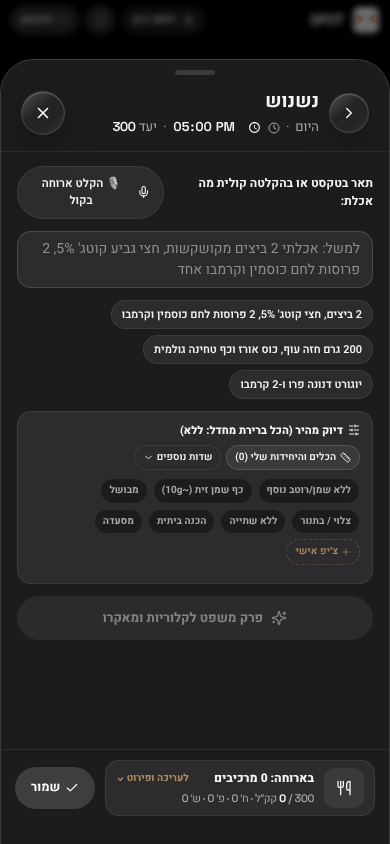 SPOT
נשנוש
היום · 05:00 PM · יעד 300
תאר בטקסט או בהקלטה קולית מה
אכלת:
🎙️ הקלט ארוחה
בקול
למשל: אכלתי 2 ביצים מקושקשות, חצי גביע קוטג' 5%, 2
פרוסות לחם כוסמין וקרמבו אחד
2 ביצים, חצי קוטג' 5%, 2 פרוסות לחם כוסמין וקרמבו
200 גרם חזה עוף, כוס אורז וכף טחינה גולמית
יוגורט דנונה פרו ו-2 קרמבו
דיוק מהיר (הכל ברירת מחדל: ללא)
הכלים והיחידות שלי (0)
שדות נוספים
ללא שמן/רוטב נוסף
כף שמן זית (~10g)
מבושל
צלוי / בתנור
ללא שתייה
הכנה ביתית
מסעדה
+ צ'יפ אישי
פרק משפט לקלוריות ומאקרו
בארוחה: 0 מרכיבים
לעריכה ופירוט
300 / 0 קק"ל · ח' 0 · פ' 0 · ש' 0
שמור